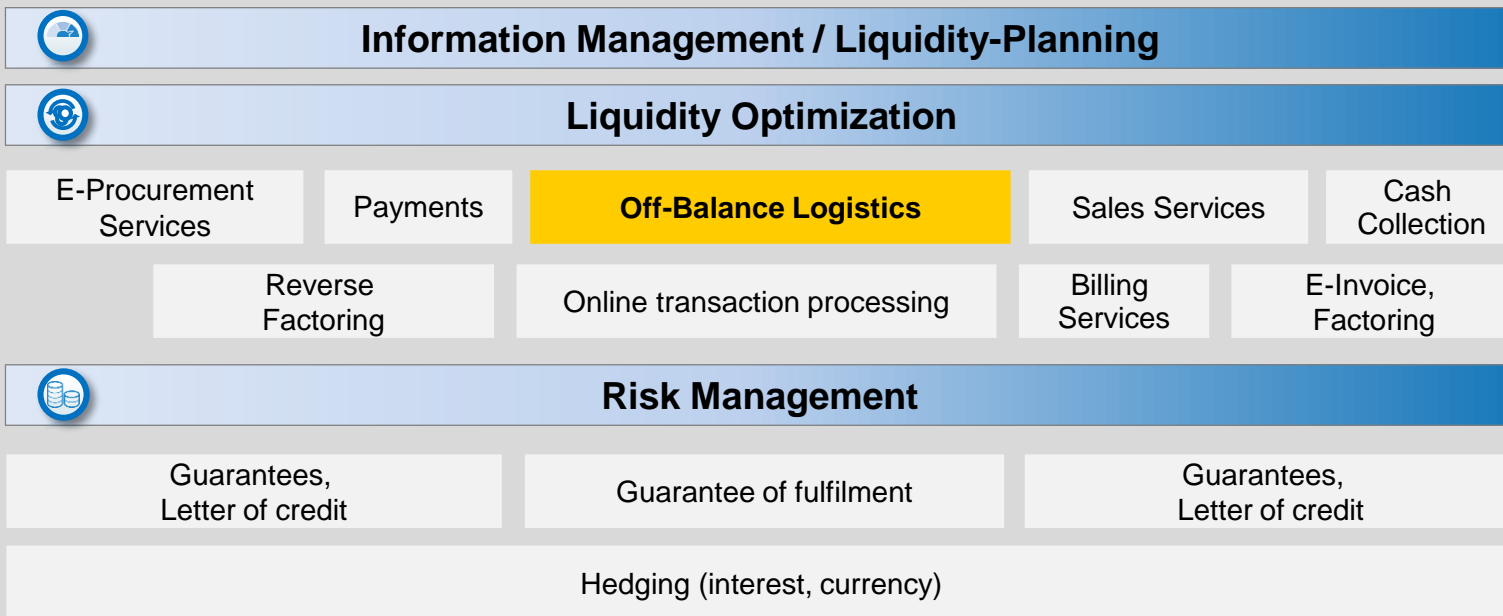 Information Management / Liquidity-Planning
Liquidity Optimization
E-Procurement
Services
Payments
Off-Balance Logistics
Sales Services
Cash
Collection
Reverse
Factoring
Online transaction processing
Billing
Services
E-Invoice,
Factoring
Risk Management
Guarantees,
Letter of credit
Guarantee of fulfilment
Guarantees,
Letter of credit
Hedging (interest, currency)